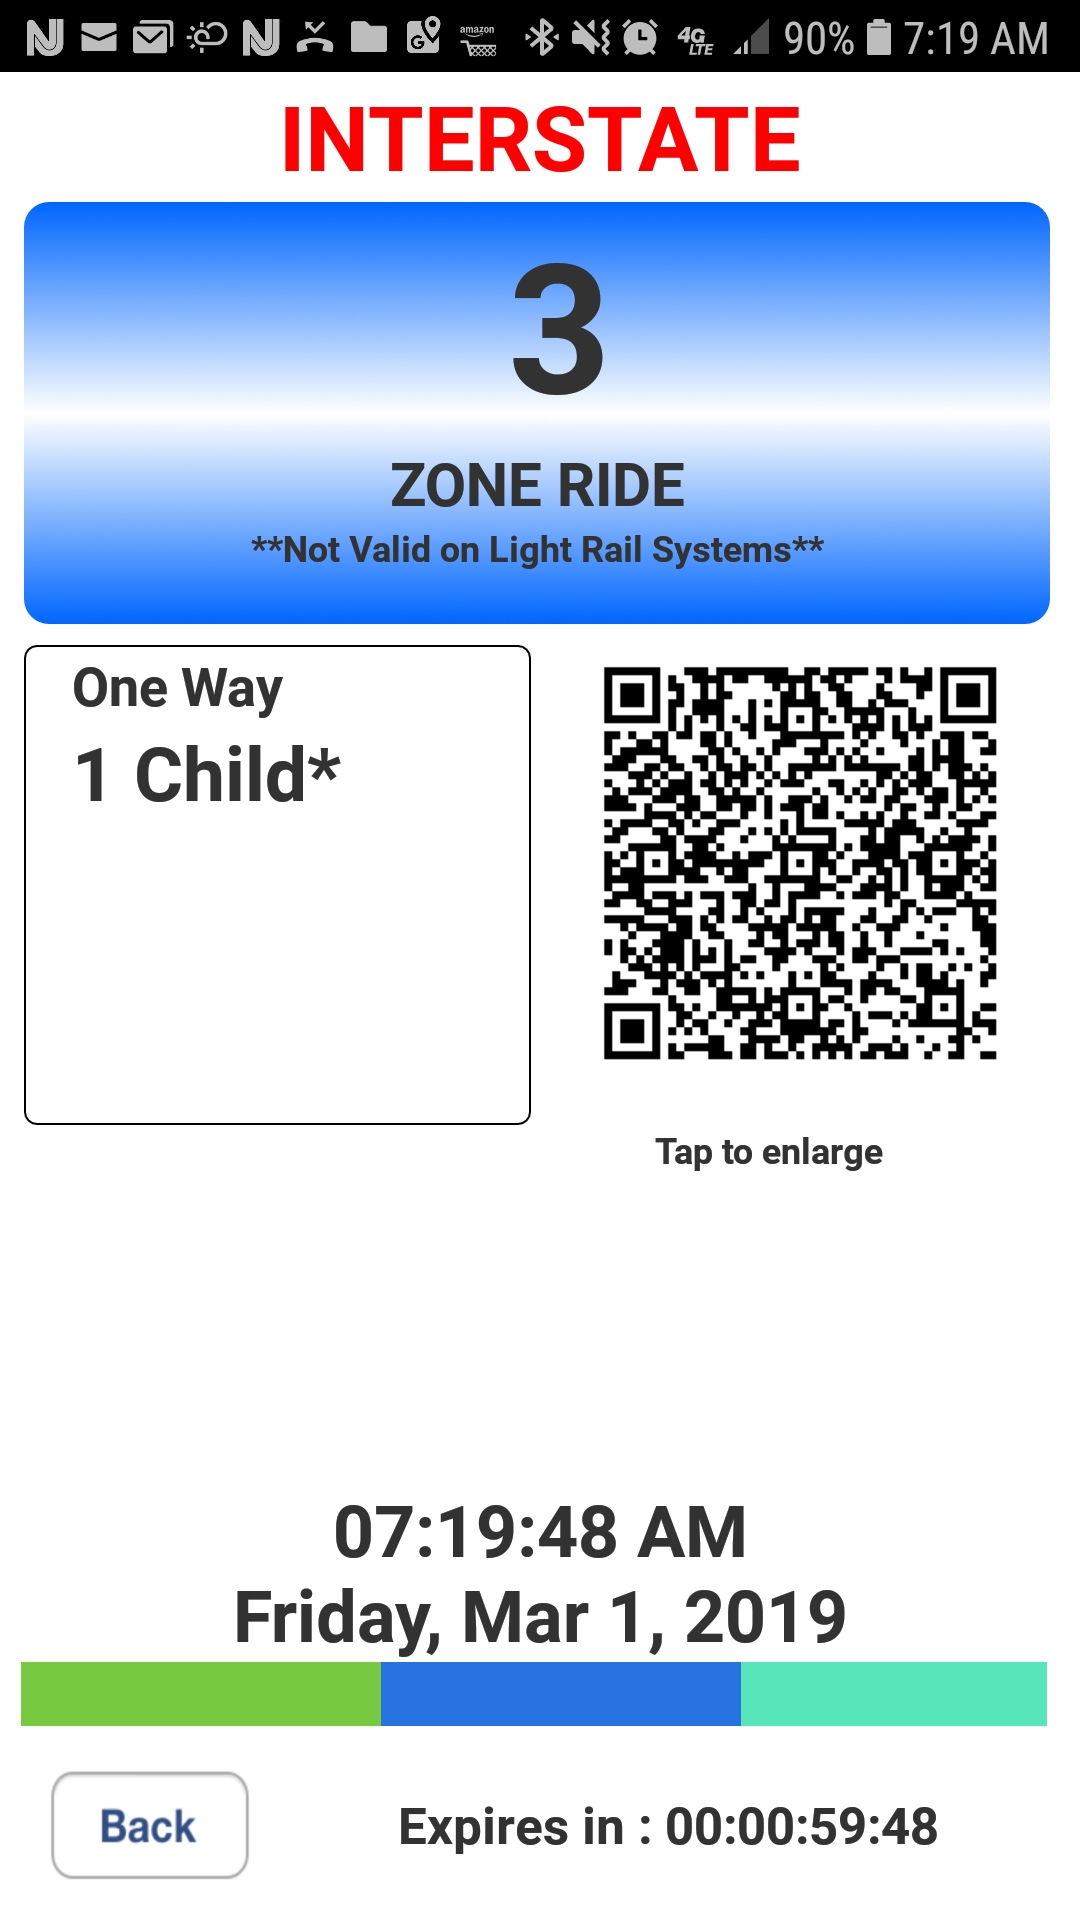 amazon
4G LTE 90% 7:19 AM
INTERSTATE
3
ZONE RIDE
**Not Valid on Light Rail Systems**
One Way
1 Child*
Tap to enlarge
07:19:48 AM
Friday, Mar 1, 2019
Back
Expires in : 00:00:59:48